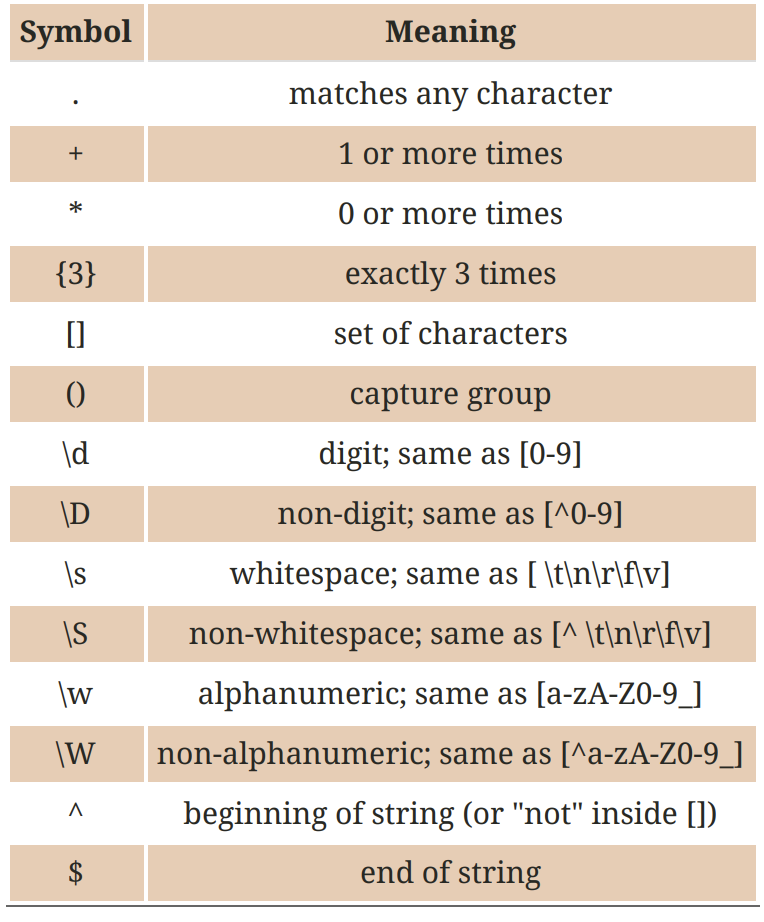 Symbol Meaning
. matches any character
+ 1 or more times
* 0 or more times
{3} exactly 3 times
[] set of characters
() capture group
\d digit; same as [0-9]
\D non-digit; same as [^0-9]
\s whitespace; same as [ \t\n\r\f\v]
\S non-whitespace; same as [^ \t\n\r\f\v]
\w alphanumeric; same as [a-zA-Z0-9_]
\W non-alphanumeric; same as [^a-zA-Z0-9_]
^ beginning of string (or "not" inside [])
$ end of string